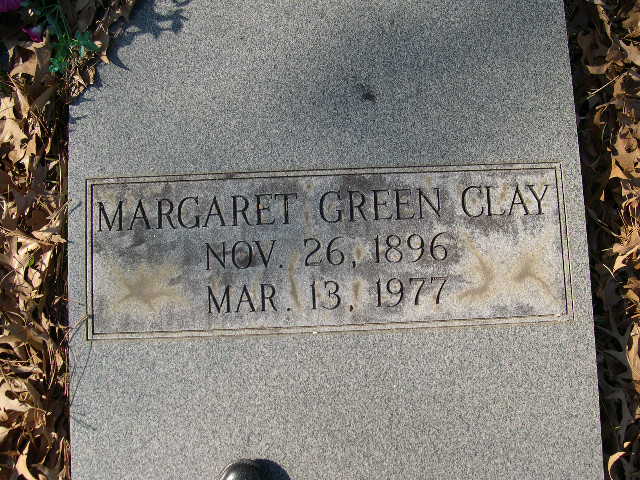 MARGARET GREEN CLAY
NOV. 26, 1896
MAR. 13, 1977